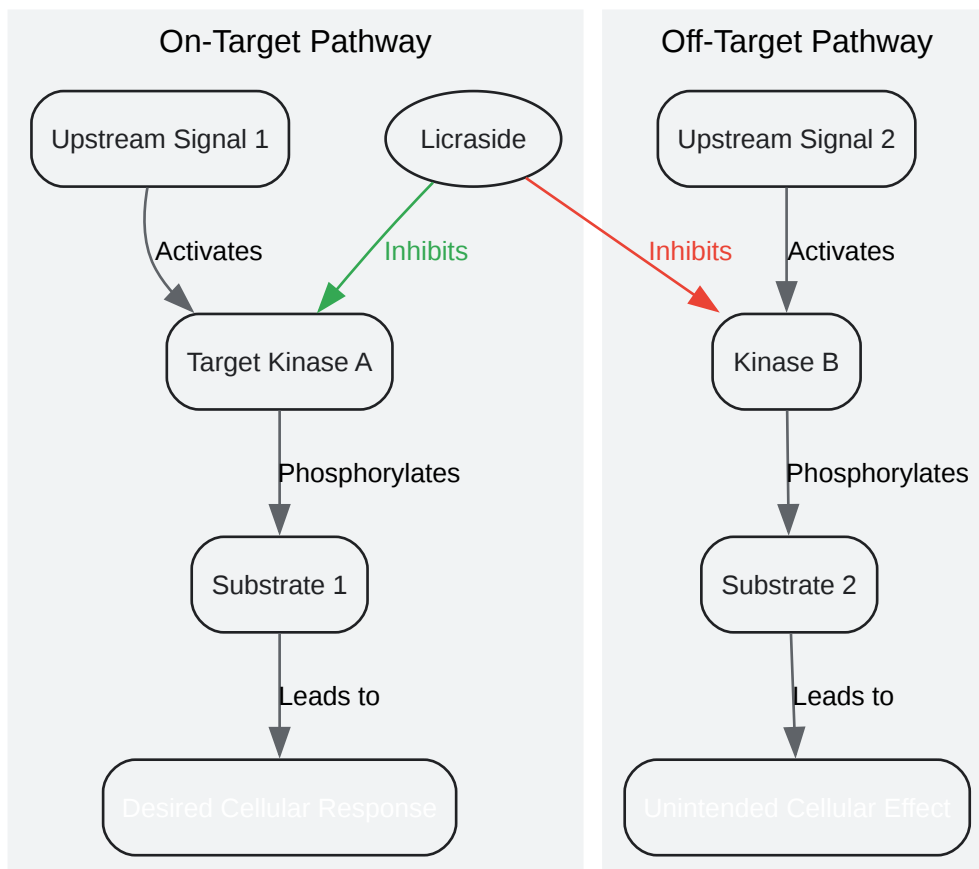 On-Target Pathway
Off-Target Pathway
Upstream Signal 1
Licraside
Upstream Signal 2
Activates
Inhibits
Inhibits
Activates
Target Kinase A
Kinase B
Phosphorylates
Phosphorylates
Substrate 1
Substrate 2
Leads to
Leads to
Desired Cellular Response
Unintended Cellular Effect